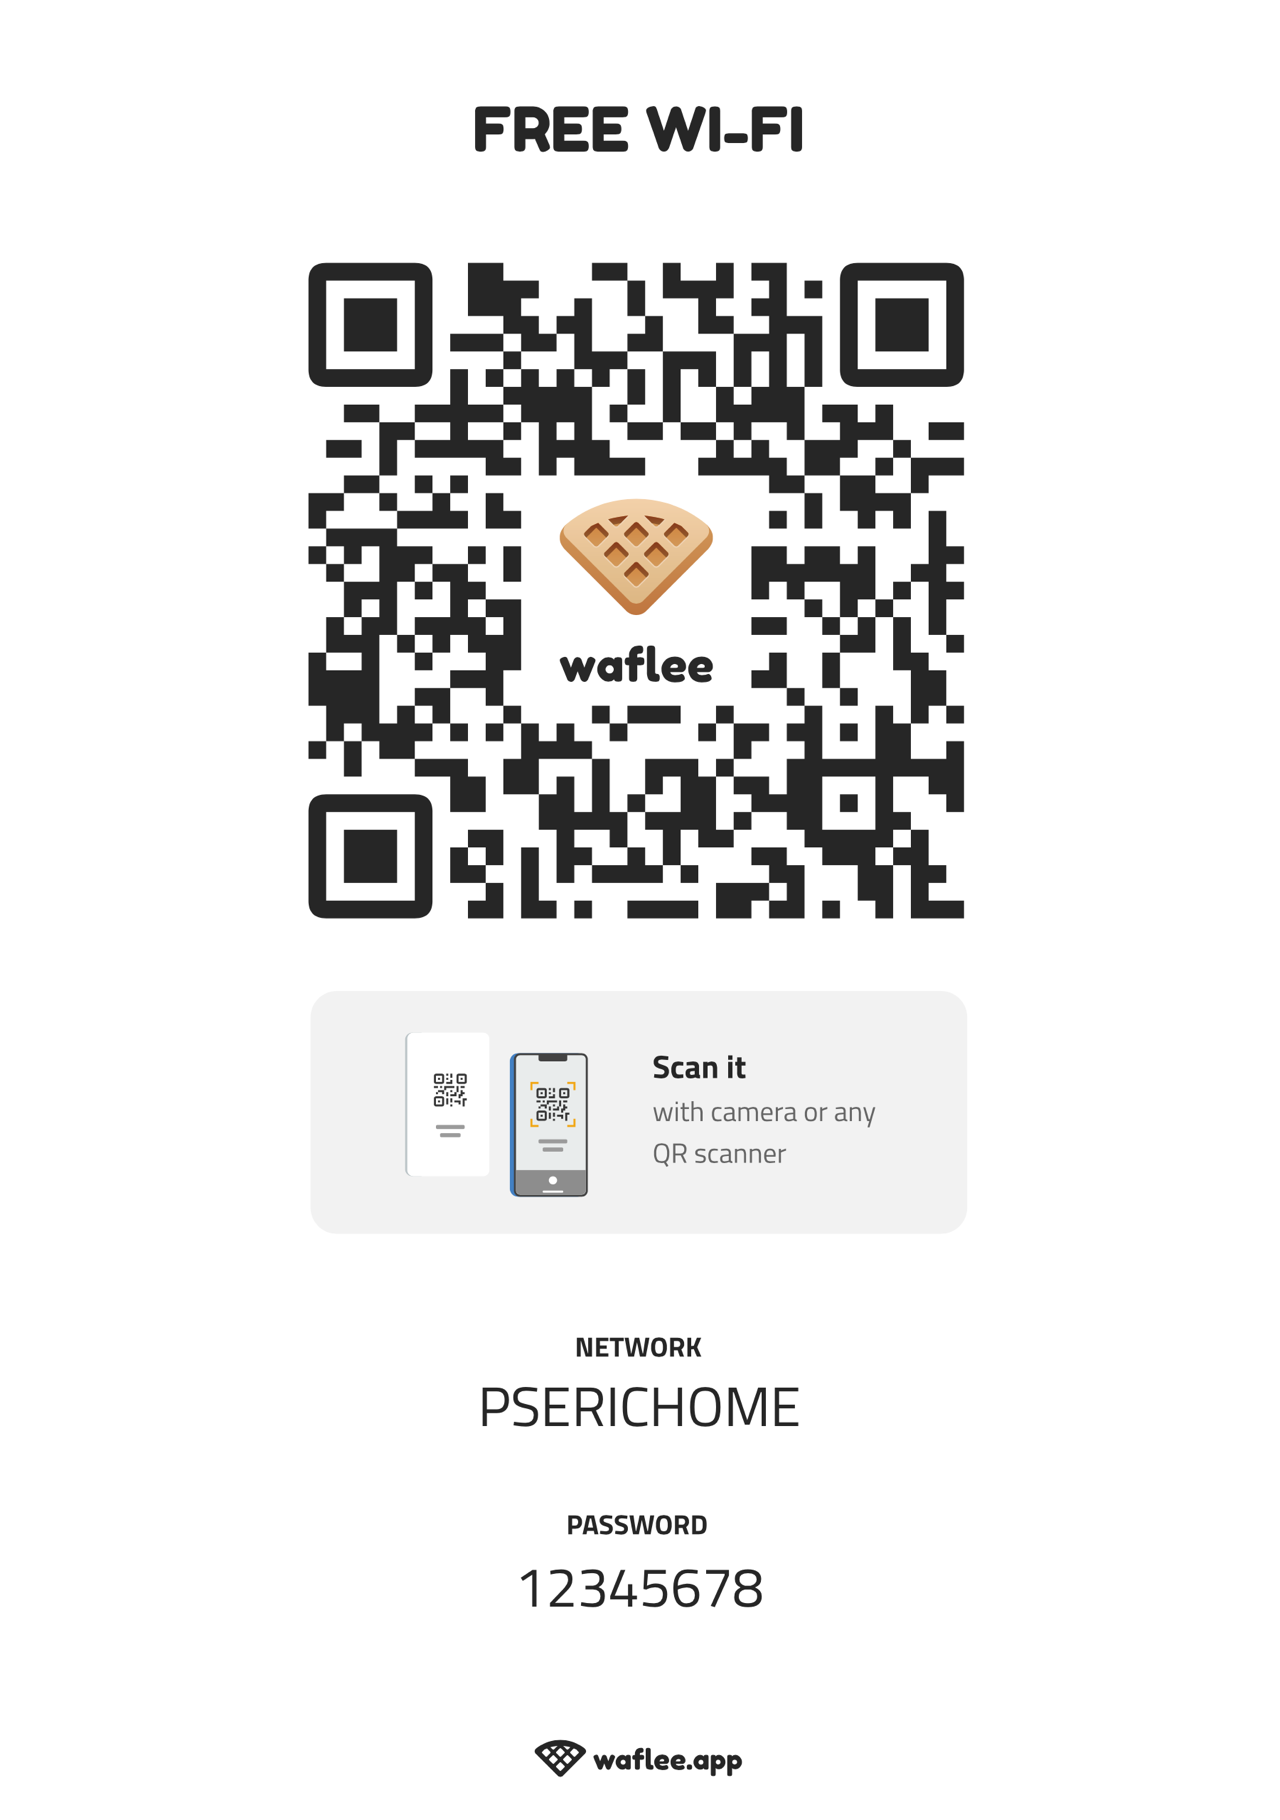 FREE WI-FI
waflee
Scan it
with camera or any
QR scanner
NETWORK
PSERICHOME
PASSWORD
12345678
waflee.app